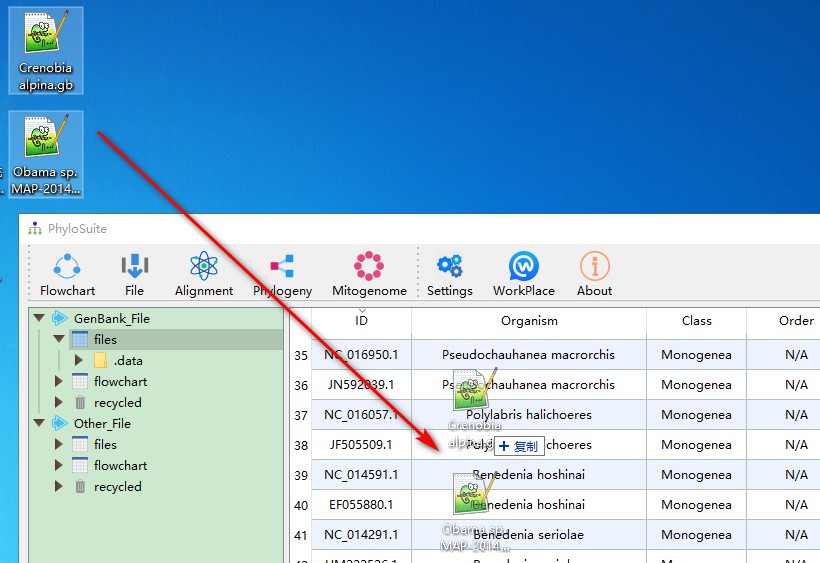 Crenobia
alpina.gb
Obama sp.
MAP-2014...
PhyloSuite
Flowchart File Alignment Phylogeny Mitogenome Settings WorkPlace About
GenBank_File
files
.data
flowchart
recycled
Other_File
files
flowchart
recycled
ID Organism Class Order
35 NC_016950.1 Pseudochauhanea macrorchis Monogenea N/A
36 JN592039.1 Pseudochauhanea macrorchis Monogenea N/A
37 NC_016057.1 Polylabris halichoeres Monogenea N/A
38 JF505509.1 Polylabris halichoeres Monogenea N/A
39 NC_014591.1 Benedenia hoshinai Monogenea N/A
40 EF055880.1 Benedenia hoshinai Monogenea N/A
41 NC_014291.1 Benedenia seriolae Monogenea N/A
Crenobia
复制
Obama sp.
MAP-2014...